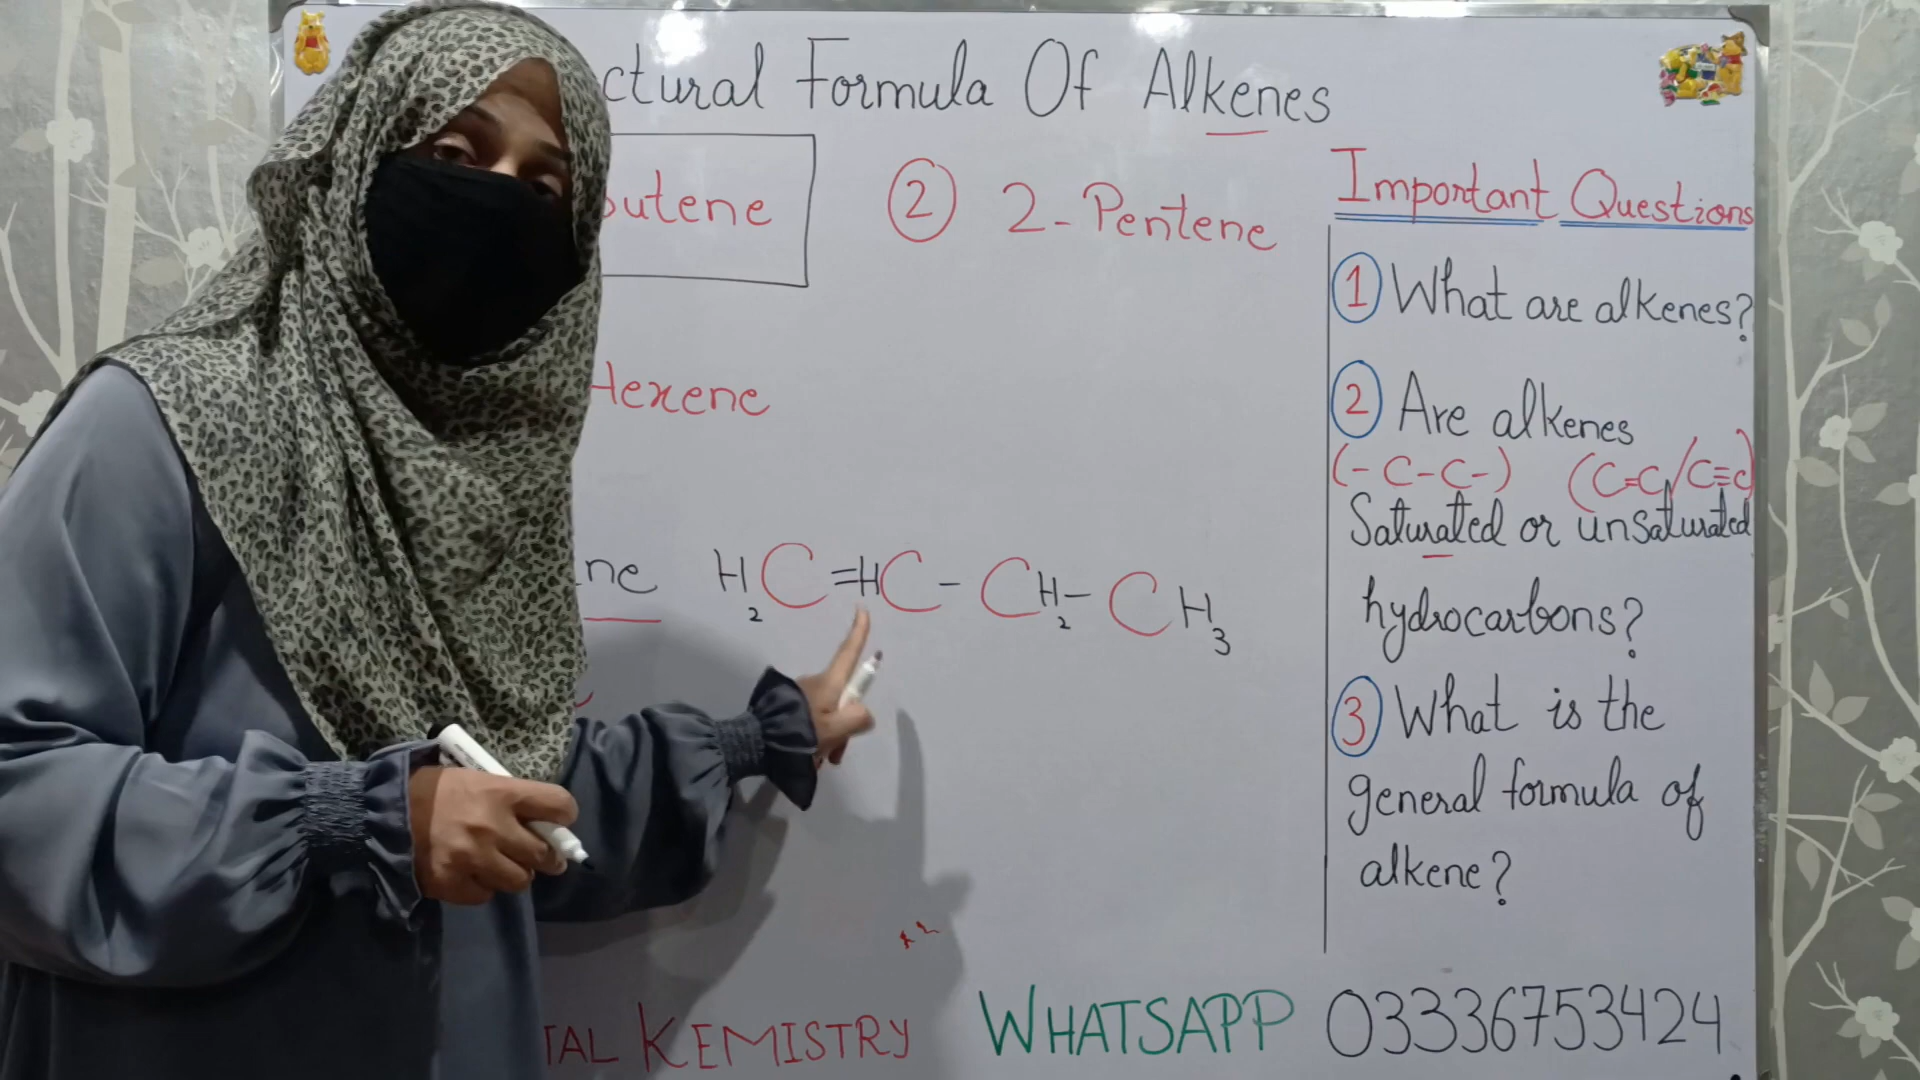 ctural Formula Of Alkenes
butene
② 2-Pentene
Hexene
ne H₂C=HC-CH₂-CH₃
Important Questions
① What are alkenes?
② Are alkenes
(-C-C-) (C=C/C≡C)
Saturated or unsaturated
hydrocarbons?
③ What is the
general formula of
alkene?
TAL KEMISTRY WHATSAPP 03336753424